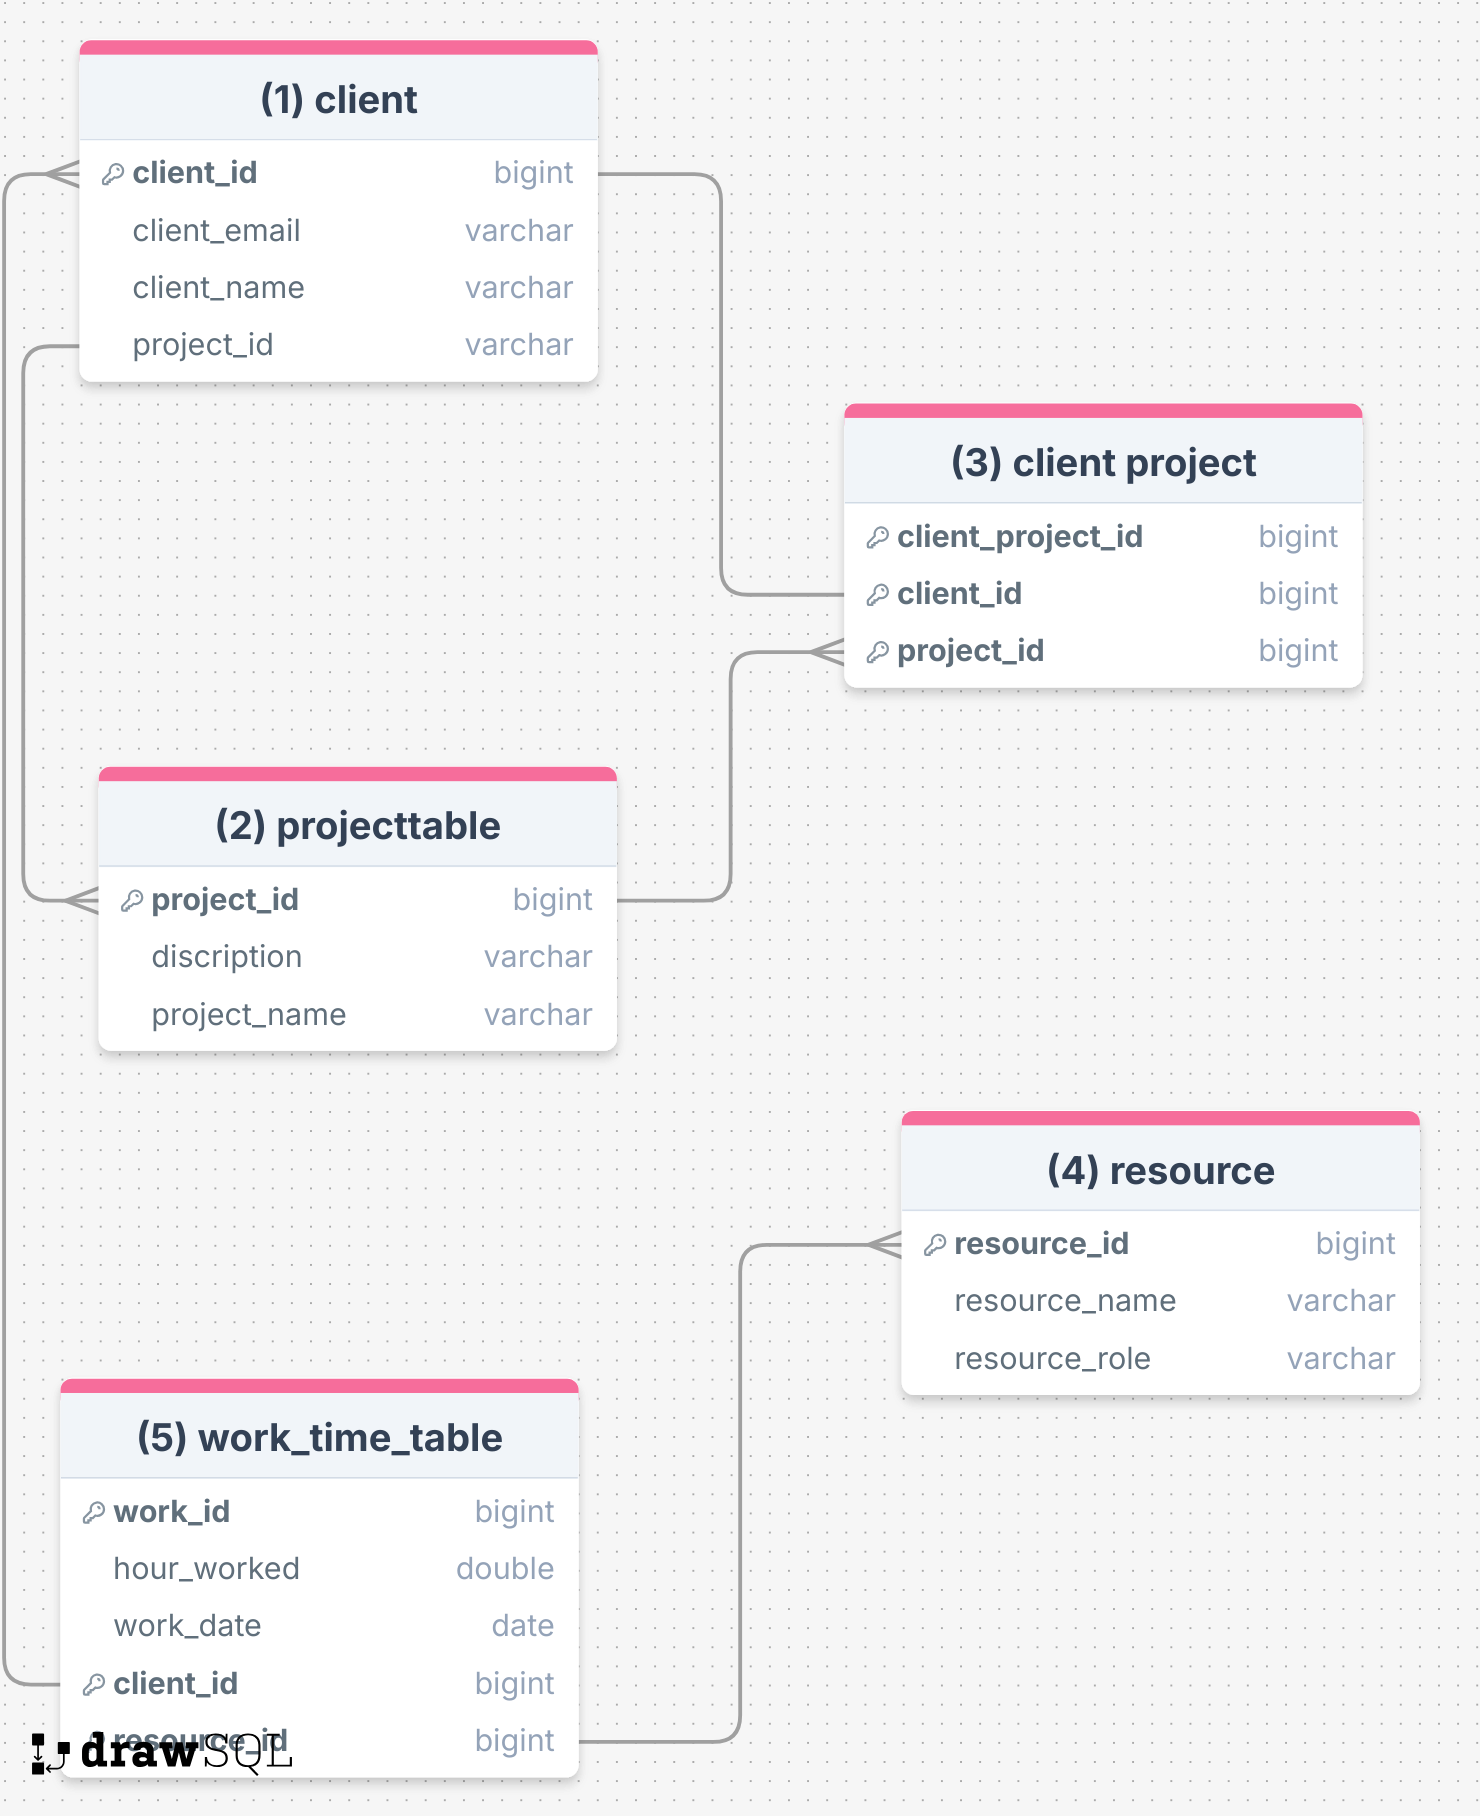 (1) client
client_id bigint
client_email varchar
client_name varchar
project_id varchar
(3) client project
client_project_id bigint
client_id bigint
project_id bigint
(2) projecttable
project_id bigint
discription varchar
project_name varchar
(4) resource
resource_id bigint
resource_name varchar
resource_role varchar
(5) work_time_table
work_id bigint
hour_worked double
work_date date
client_id bigint
resource_id bigint
drawSQL